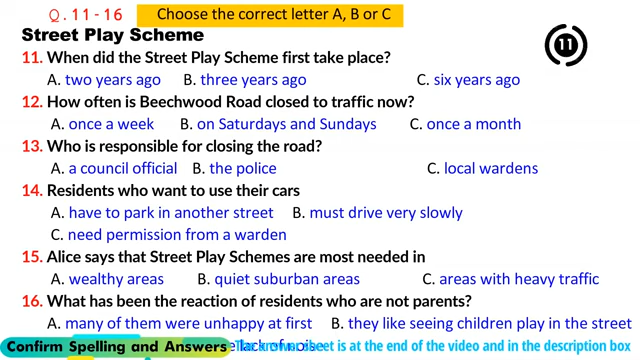 Q. 11 - 16 Choose the correct letter A, B or C
Street Play Scheme 11
11. When did the Street Play Scheme first take place?
A. two years ago B. three years ago C. six years ago
12. How often is Beechwood Road closed to traffic now?
A. once a week B. on Saturdays and Sundays C. once a month
13. Who is responsible for closing the road?
A. a council official B. the police C. local wardens
14. Residents who want to use their cars
A. have to park in another street B. must drive very slowly
C. need permission from a warden
15. Alice says that Street Play Schemes are most needed in
A. wealthy areas B. quiet suburban areas C. areas with heavy traffic
16. What has been the reaction of residents who are not parents?
A. many of them were unhappy at first B. they like seeing children play in the street
Confirm Spelling and Answers sheet is at the end of the video and in the description box